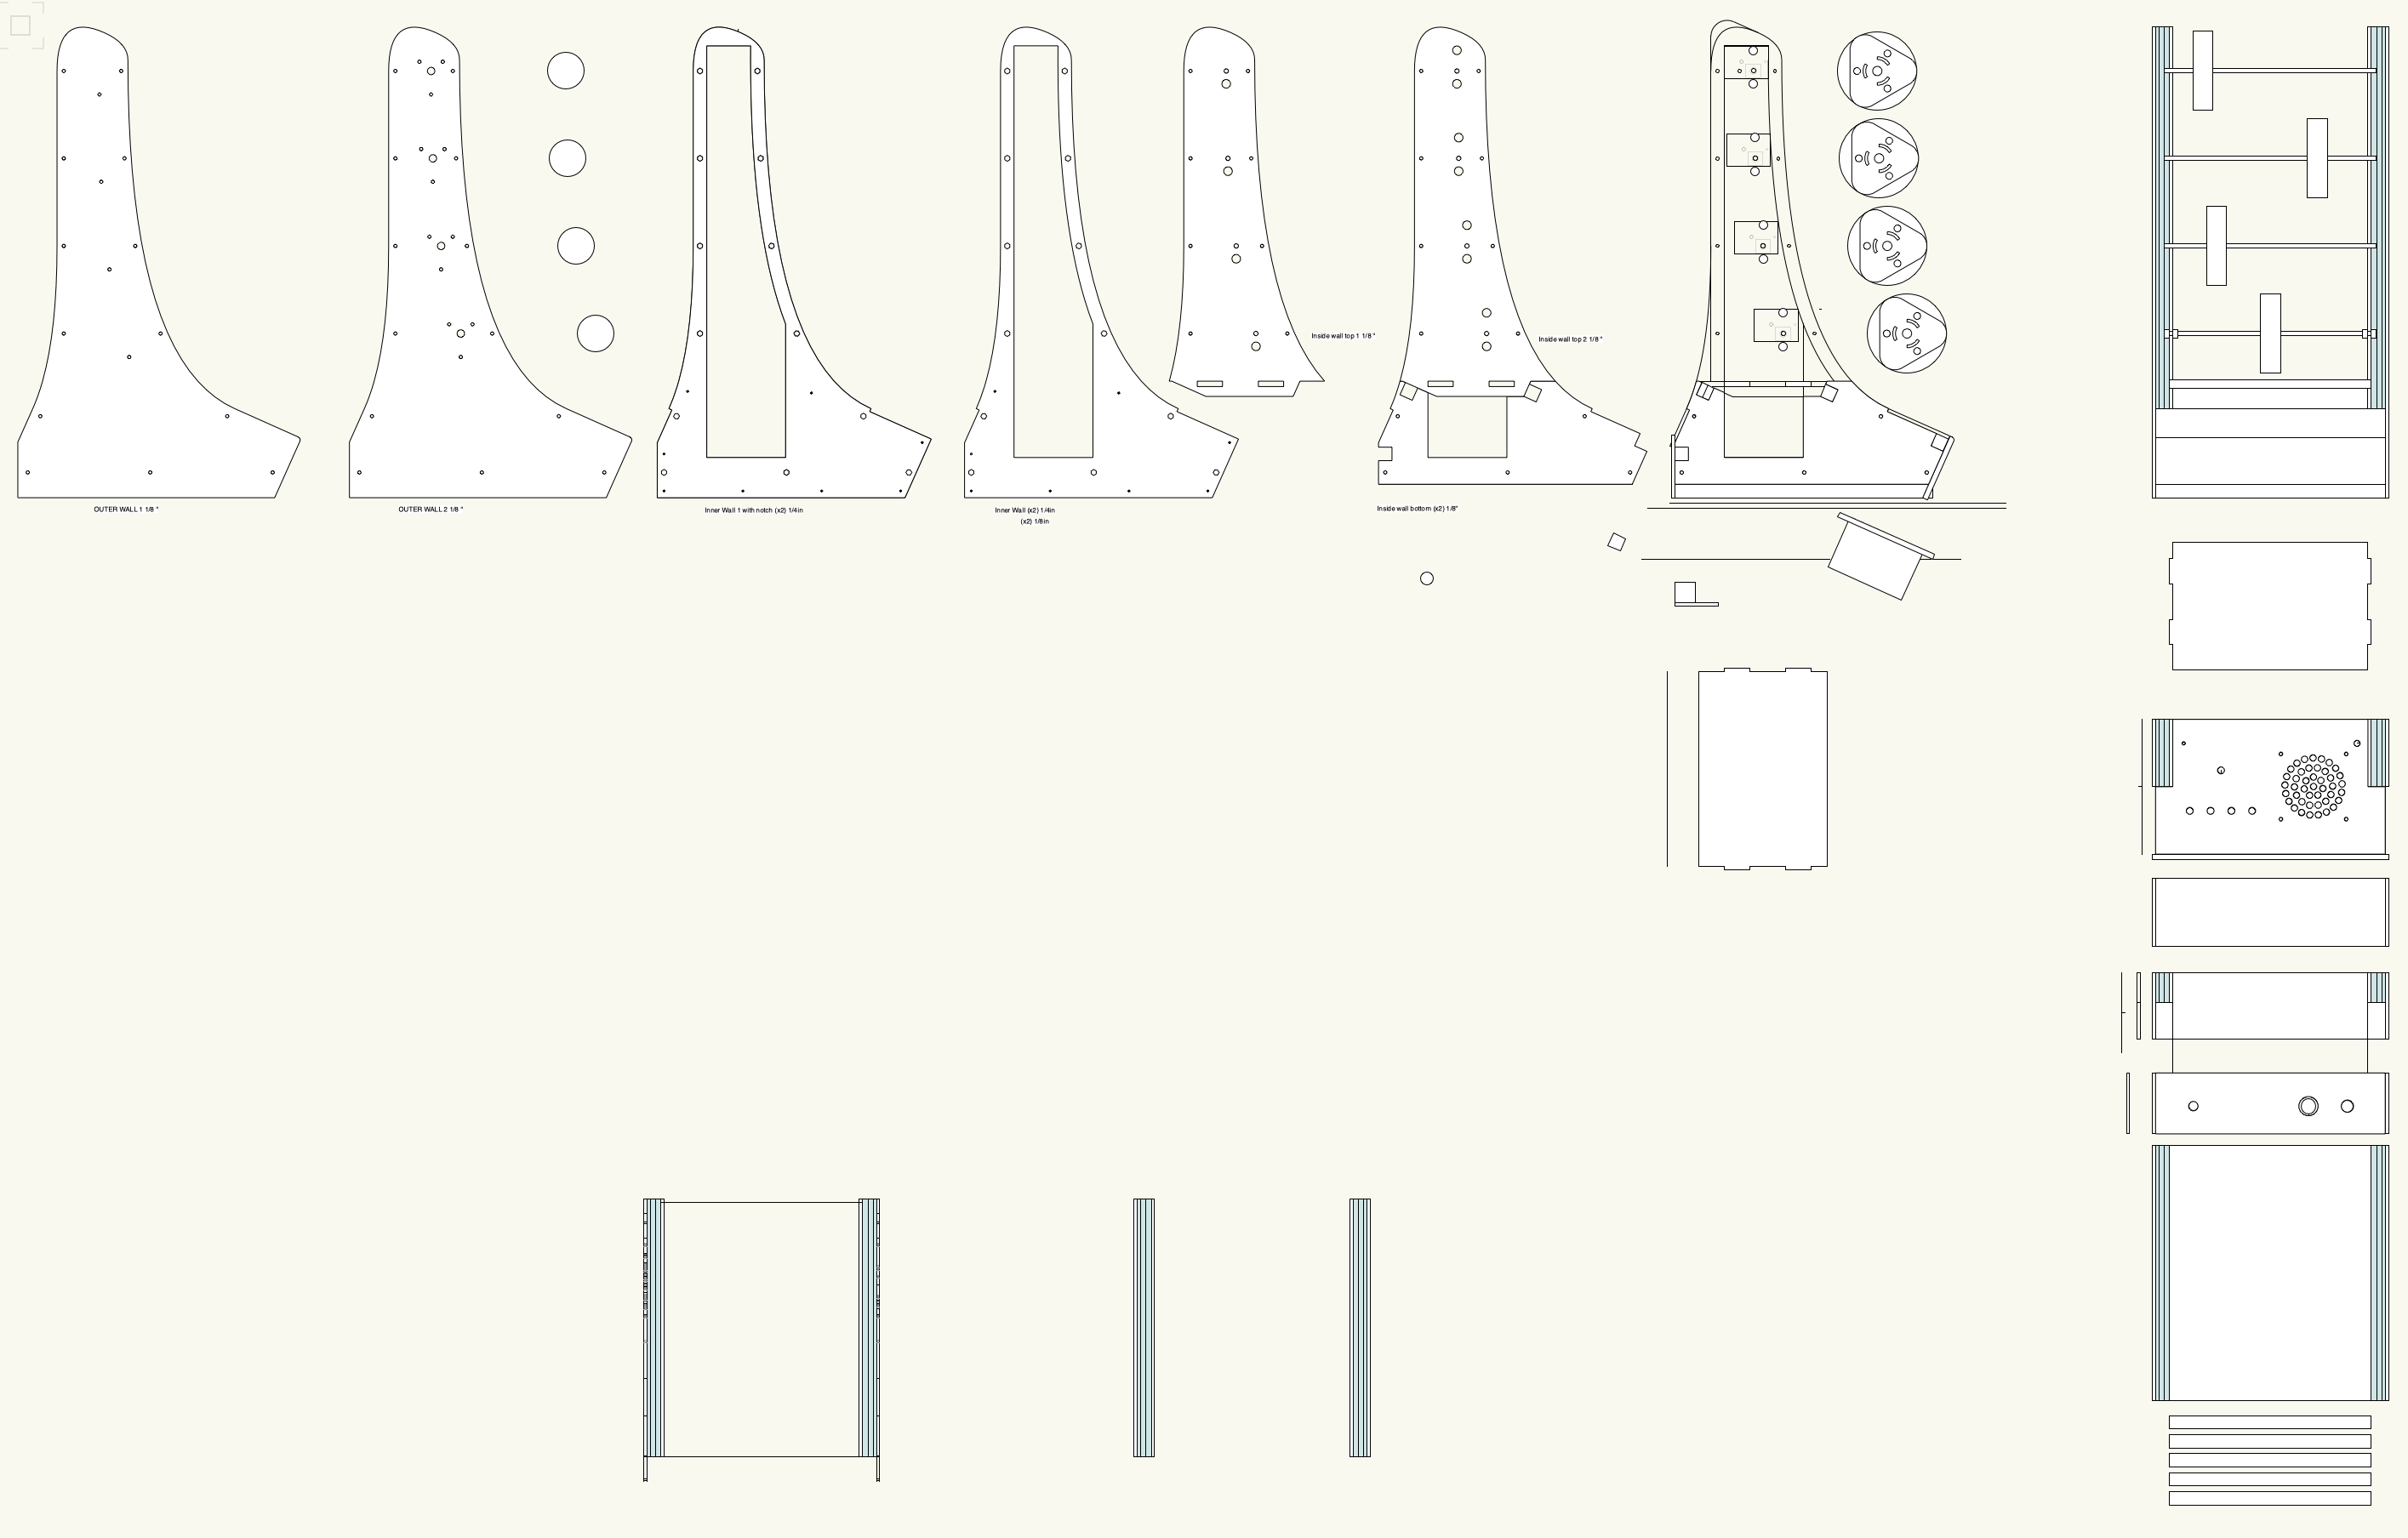 Inside wall top 1 1/8 "
Inside wall top 2 1/8 "
OUTER WALL 1 1/8 "
OUTER WALL 2 1/8 "
Inner Wall 1 with notch (x2) 1/4in
Inner Wall (x2) 1/4in
(x2) 1/8in
Inside wall bottom (x2) 1/8"